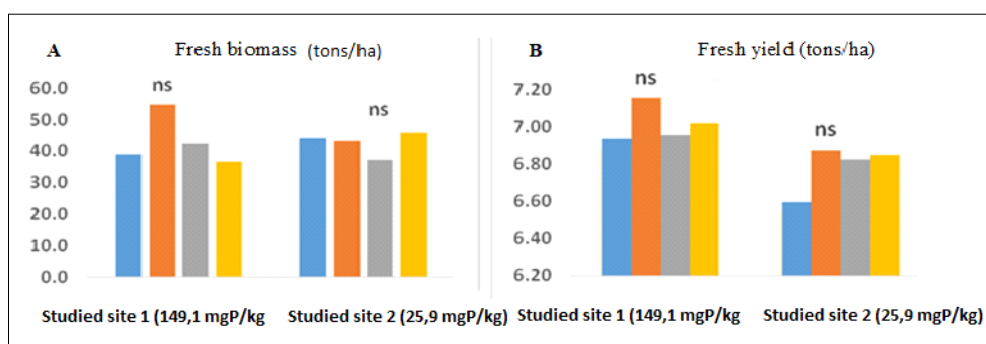 A Fresh biomass (tons/ha)
60.0
50.0
40.0
30.0
20.0
10.0
0.0
ns
ns
Studied site 1 (149,1 mgP/kg
Studied site 2 (25,9 mgP/kg)
B Fresh yield (tons/ha)
7.20
7.00
6.80
6.60
6.40
6.20
ns
ns
Studied site 1 (149,1 mgP/kg
Studied site 2 (25,9 mgP/kg)